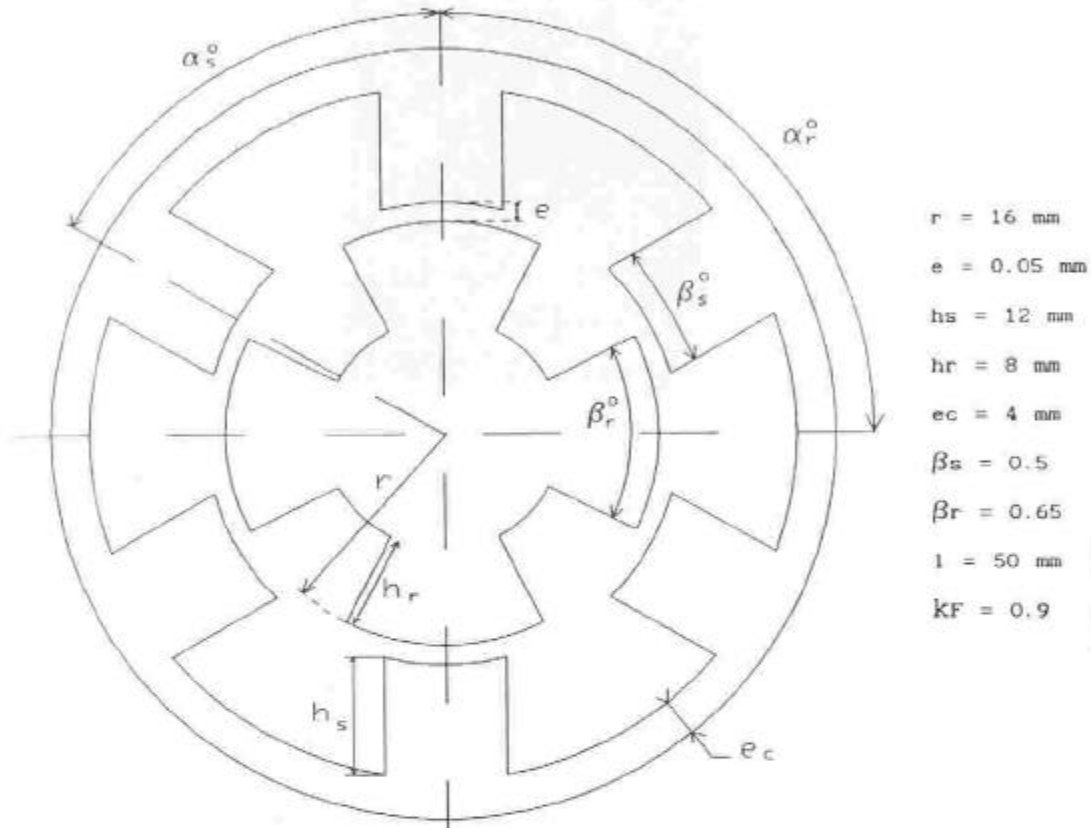 α°s
α°r
e
β°s
β°r
r
hr
hs
ec
r = 16 mm
e = 0.05 mm
hs = 12 mm
hr = 8 mm
ec = 4 mm
βs = 0.5
βr = 0.65
l = 50 mm
kF = 0.9